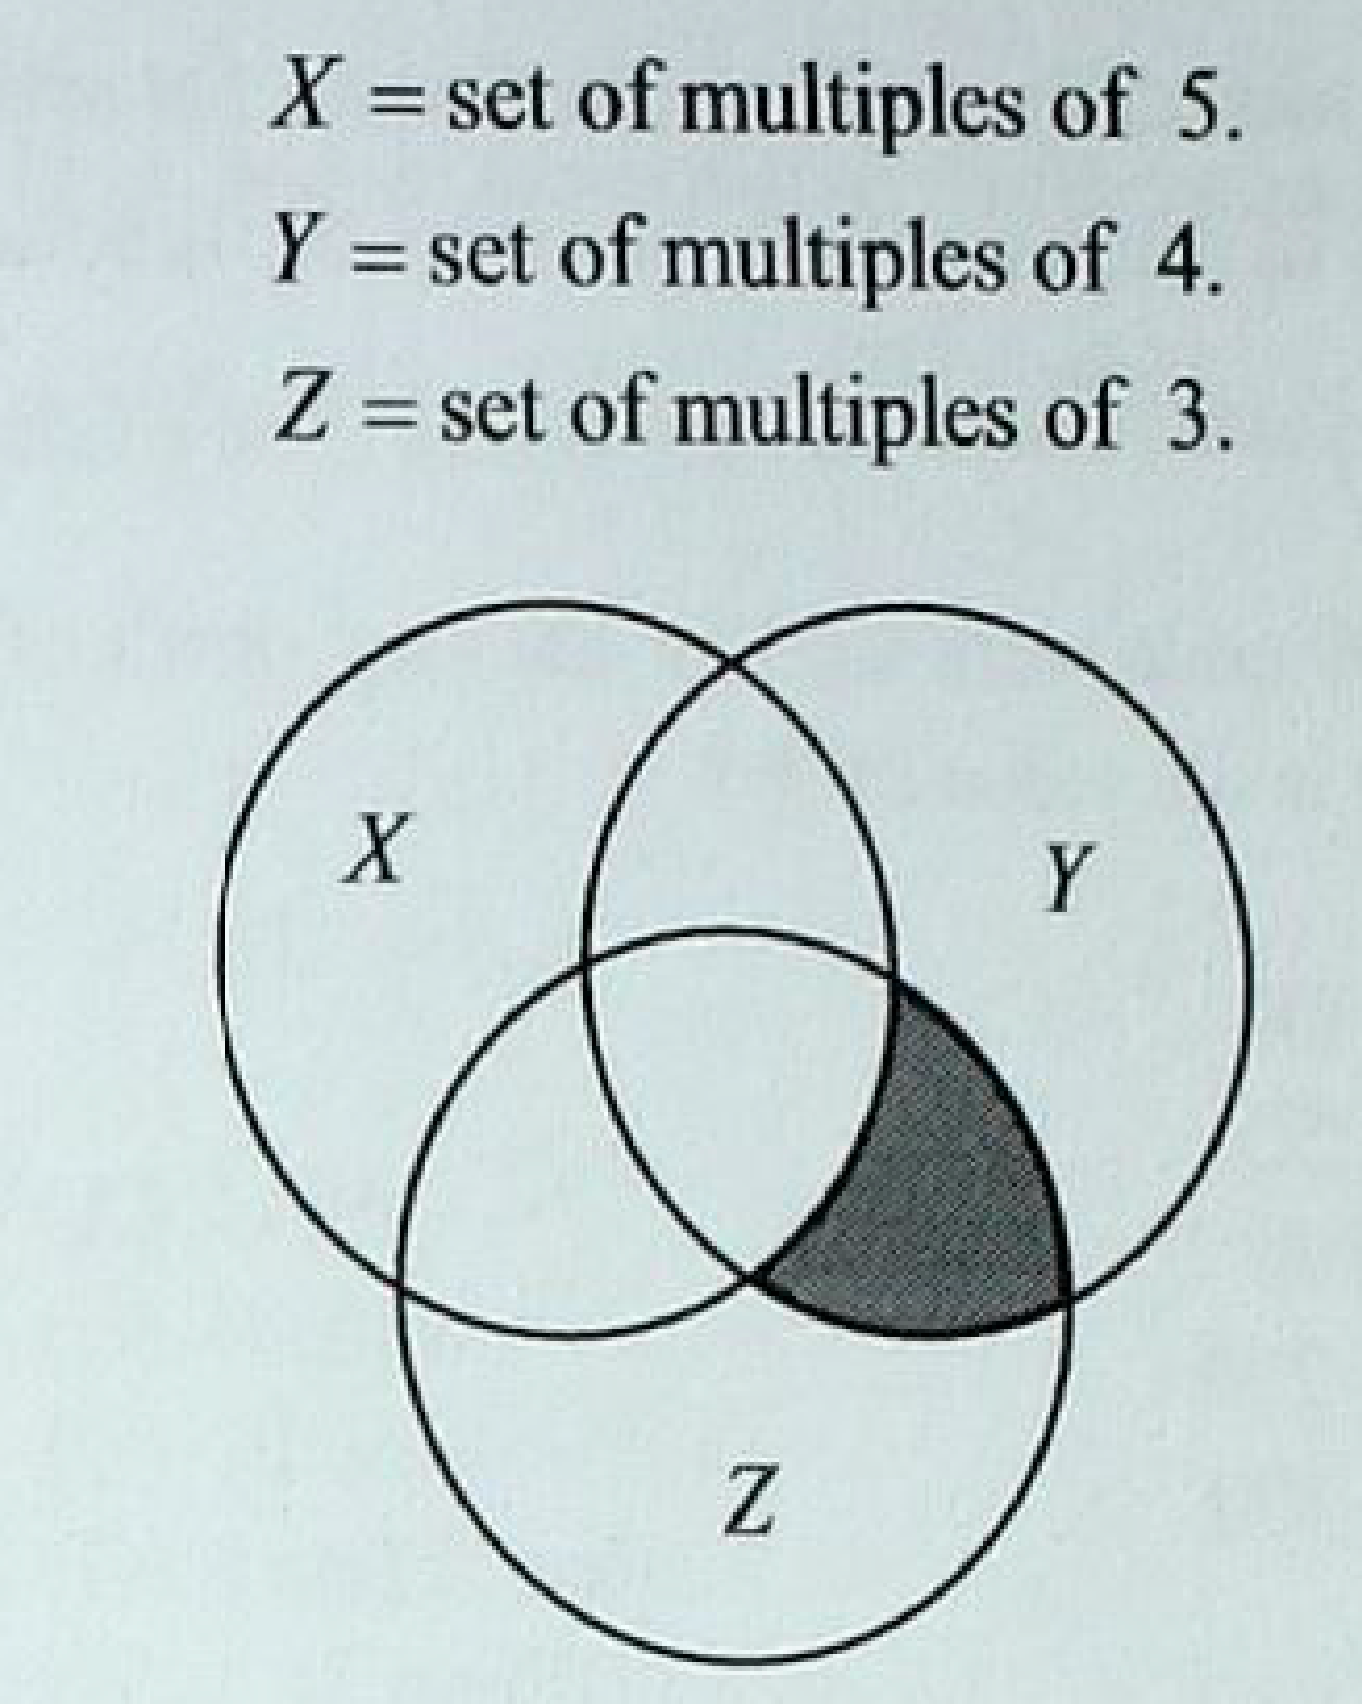 X = set of multiples of 5.
Y = set of multiples of 4.
Z = set of multiples of 3.
X
Y
Z